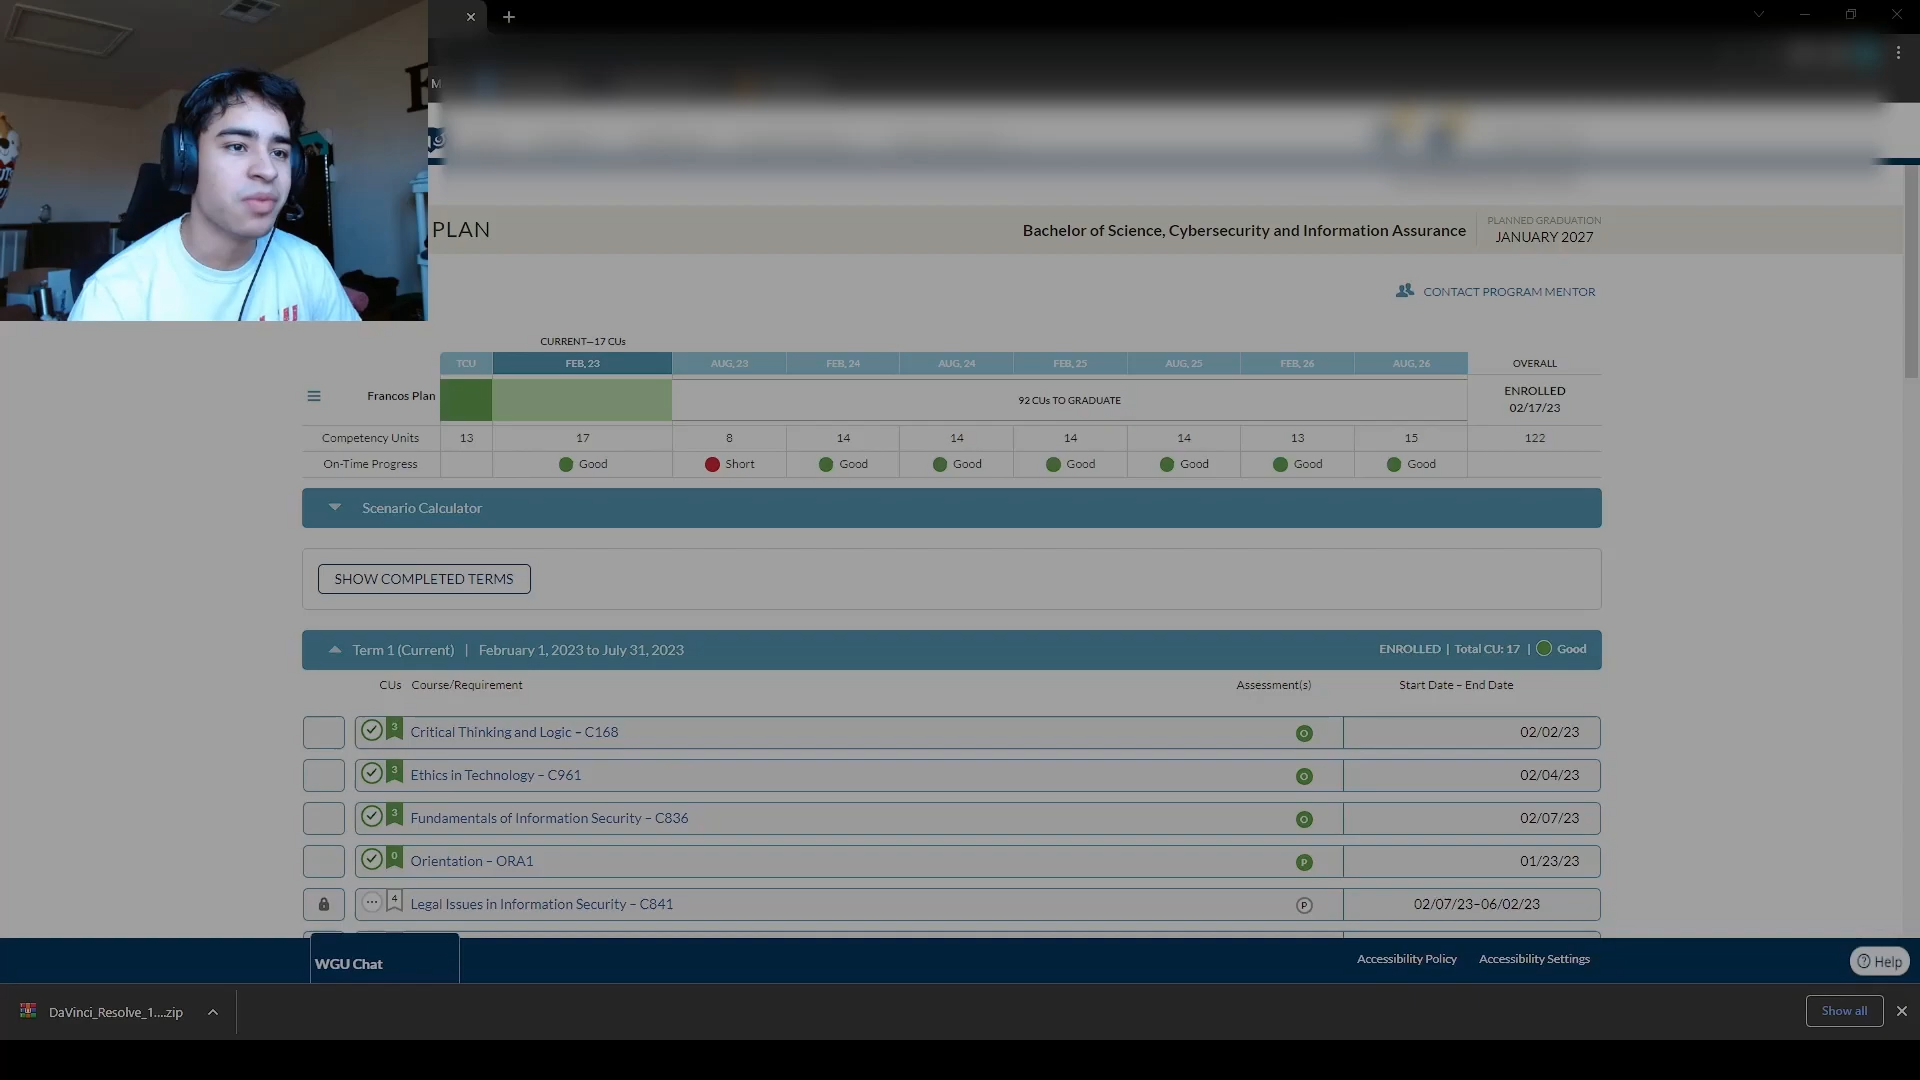 M
PLAN
Bachelor of Science, Cybersecurity and Information Assurance
PLANNED GRADUATION
JANUARY 2027
CONTACT PROGRAM MENTOR
CURRENT—17 CUs
TCU FEB, 23 AUG, 23 FEB, 24 AUG, 24 FEB, 25 AUG, 25 FEB, 26 AUG, 26 OVERALL
Francos Plan 92 CUs TO GRADUATE ENROLLED
02/17/23
Competency Units 13 17 8 14 14 14 14 13 15 122
On-Time Progress Good Short Good Good Good Good Good Good
Scenario Calculator
SHOW COMPLETED TERMS
Term 1 (Current) | February 1, 2023 to July 31, 2023 ENROLLED | Total CU: 17 | Good
CUs Course/Requirement Assessment(s) Start Date – End Date
3 Critical Thinking and Logic – C168 O 02/02/23
3 Ethics in Technology – C961 O 02/04/23
3 Fundamentals of Information Security – C836 O 02/07/23
0 Orientation – ORA1 P 01/23/23
4 Legal Issues in Information Security – C841 P 02/07/23–06/02/23
WGU Chat
Accessibility Policy Accessibility Settings
Help
DaVinci_Resolve_1....zip
Show all